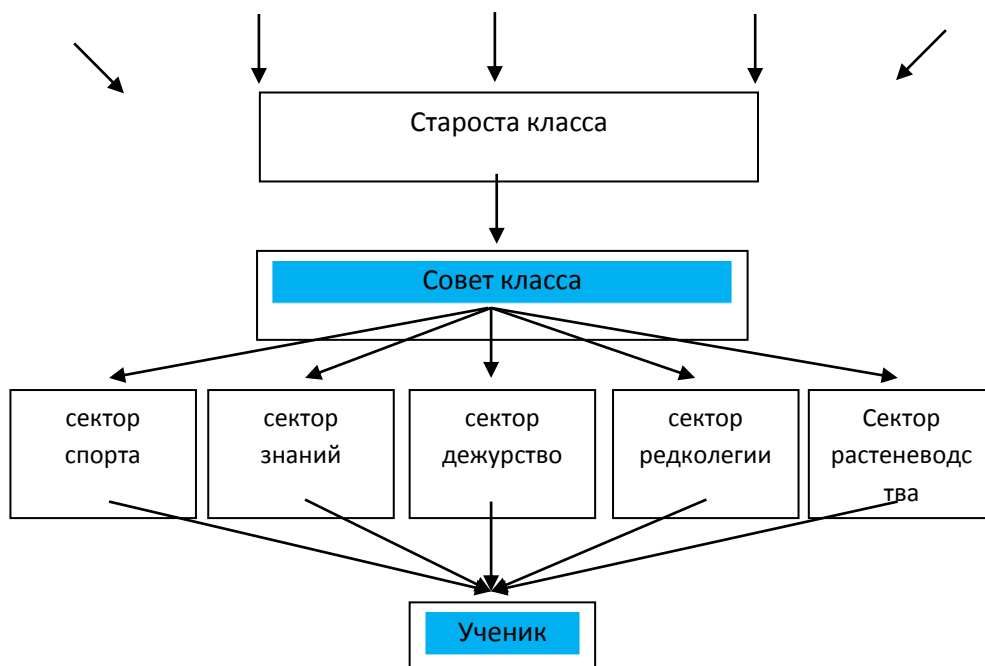 Староста класса
Совет класса
сектор
спорта
сектор
знаний
сектор
дежурство
сектор
редколегии
Сектор
растеневодс
тва
Ученик